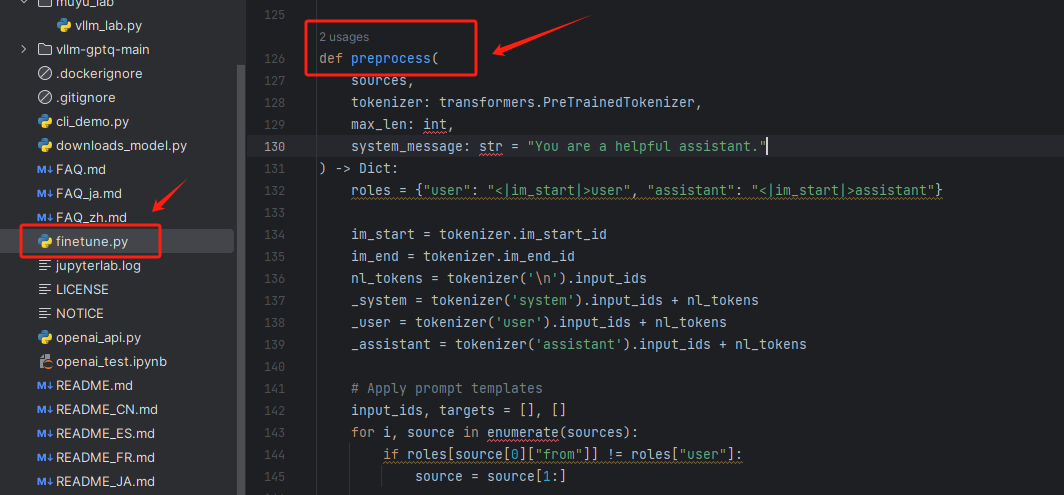 muyu_lab
vllm_lab.py
vllm-gptq-main
.dockerignore
.gitignore
cli_demo.py
downloads_model.py
FAQ.md
FAQ_ja.md
FAQ_zh.md
finetune.py
jupyterlab.log
LICENSE
NOTICE
openai_api.py
openai_test.ipynb
README.md
README_CN.md
README_ES.md
README_FR.md
README_JA.md
125
2 usages
126 def preprocess(
127 sources,
128 tokenizer: transformers.PreTrainedTokenizer,
129 max_len: int,
130 system_message: str = "You are a helpful assistant."
131 ) -> Dict:
132 roles = {"user": "<|im_start|>user", "assistant": "<|im_start|>assistant"}
133
134 im_start = tokenizer.im_start_id
135 im_end = tokenizer.im_end_id
136 nl_tokens = tokenizer('\n').input_ids
137 _system = tokenizer('system').input_ids + nl_tokens
138 _user = tokenizer('user').input_ids + nl_tokens
139 _assistant = tokenizer('assistant').input_ids + nl_tokens
140
141 # Apply prompt templates
142 input_ids, targets = [], []
143 for i, source in enumerate(sources):
144 if roles[source[0]["from"]] != roles["user"]:
145 source = source[1:]